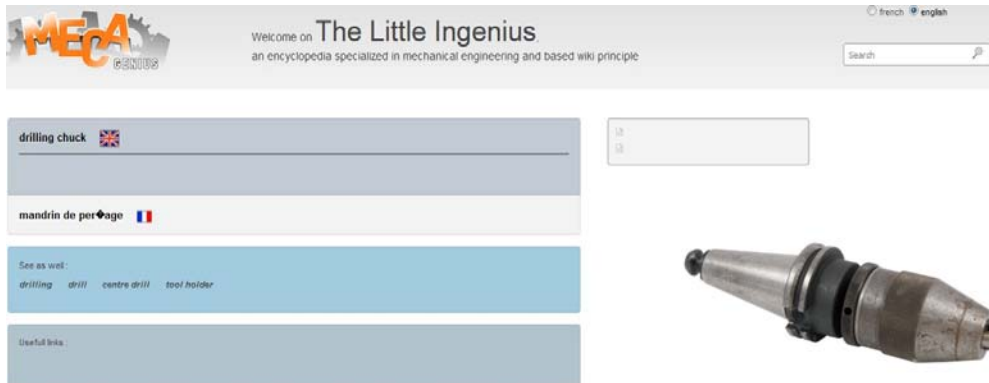 french english
MECA
GENIUS
Welcome on The Little Ingenius
an encyclopedia specialized in mechanical engineering and based wiki principle
Search
drilling chuck
mandrin de per�age
See as well :
drilling drill centre drill tool holder
Usefull links :